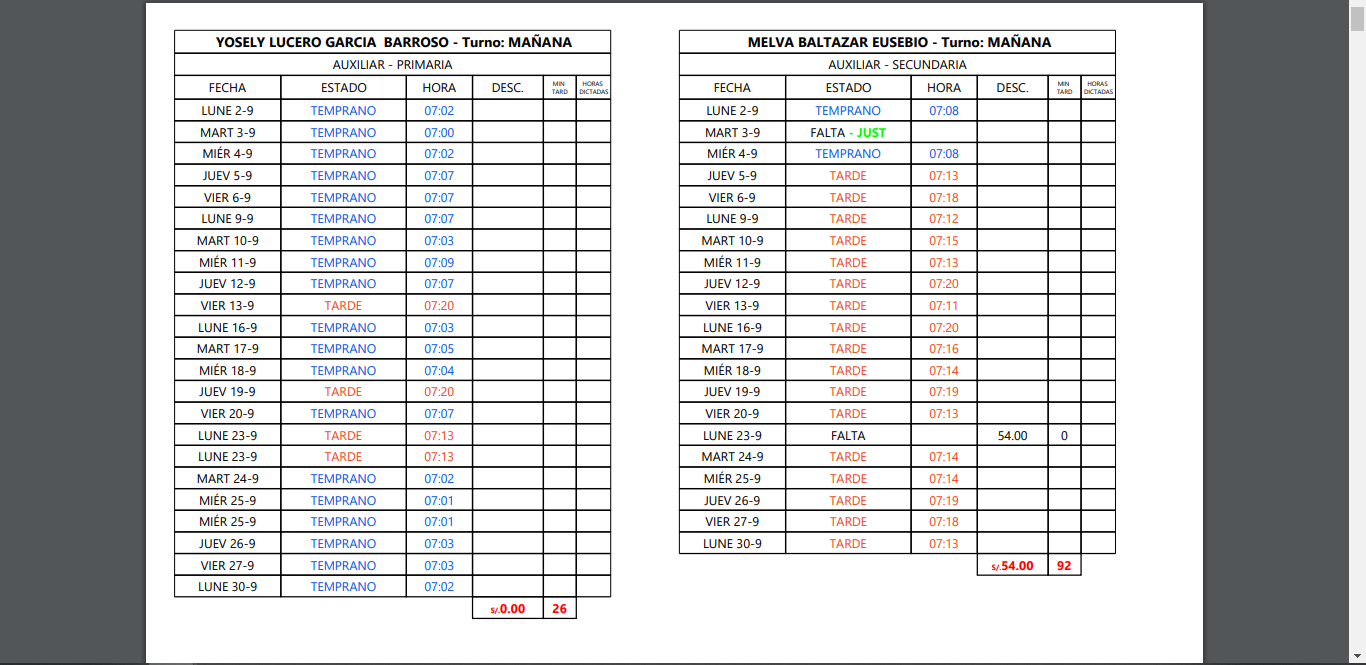 YOSELY LUCERO GARCIA BARROSO - Turno: MAÑANA
AUXILIAR - PRIMARIA
FECHA ESTADO HORA DESC. MIN TARD HORAS DICTADAS
LUNE 2-9 TEMPRANO 07:02
MART 3-9 TEMPRANO 07:00
MIÉR 4-9 TEMPRANO 07:02
JUEV 5-9 TEMPRANO 07:07
VIER 6-9 TEMPRANO 07:07
LUNE 9-9 TEMPRANO 07:07
MART 10-9 TEMPRANO 07:03
MIÉR 11-9 TEMPRANO 07:09
JUEV 12-9 TEMPRANO 07:07
VIER 13-9 TARDE 07:20
LUNE 16-9 TEMPRANO 07:03
MART 17-9 TEMPRANO 07:05
MIÉR 18-9 TEMPRANO 07:04
JUEV 19-9 TARDE 07:20
VIER 20-9 TEMPRANO 07:07
LUNE 23-9 TARDE 07:13
LUNE 23-9 TARDE 07:13
MART 24-9 TEMPRANO 07:02
MIÉR 25-9 TEMPRANO 07:01
MIÉR 25-9 TEMPRANO 07:01
JUEV 26-9 TEMPRANO 07:03
VIER 27-9 TEMPRANO 07:03
LUNE 30-9 TEMPRANO 07:02
S/.0.00 26
MELVA BALTAZAR EUSEBIO - Turno: MAÑANA
AUXILIAR - SECUNDARIA
FECHA ESTADO HORA DESC. MIN TARD HORAS DICTADAS
LUNE 2-9 TEMPRANO 07:08
MART 3-9 FALTA - JUST
MIÉR 4-9 TEMPRANO 07:08
JUEV 5-9 TARDE 07:13
VIER 6-9 TARDE 07:18
LUNE 9-9 TARDE 07:12
MART 10-9 TARDE 07:15
MIÉR 11-9 TARDE 07:13
JUEV 12-9 TARDE 07:20
VIER 13-9 TARDE 07:11
LUNE 16-9 TARDE 07:20
MART 17-9 TARDE 07:16
MIÉR 18-9 TARDE 07:14
JUEV 19-9 TARDE 07:19
VIER 20-9 TARDE 07:13
LUNE 23-9 FALTA 54.00 0
MART 24-9 TARDE 07:14
MIÉR 25-9 TARDE 07:14
JUEV 26-9 TARDE 07:19
VIER 27-9 TARDE 07:18
LUNE 30-9 TARDE 07:13
S/.54.00 92